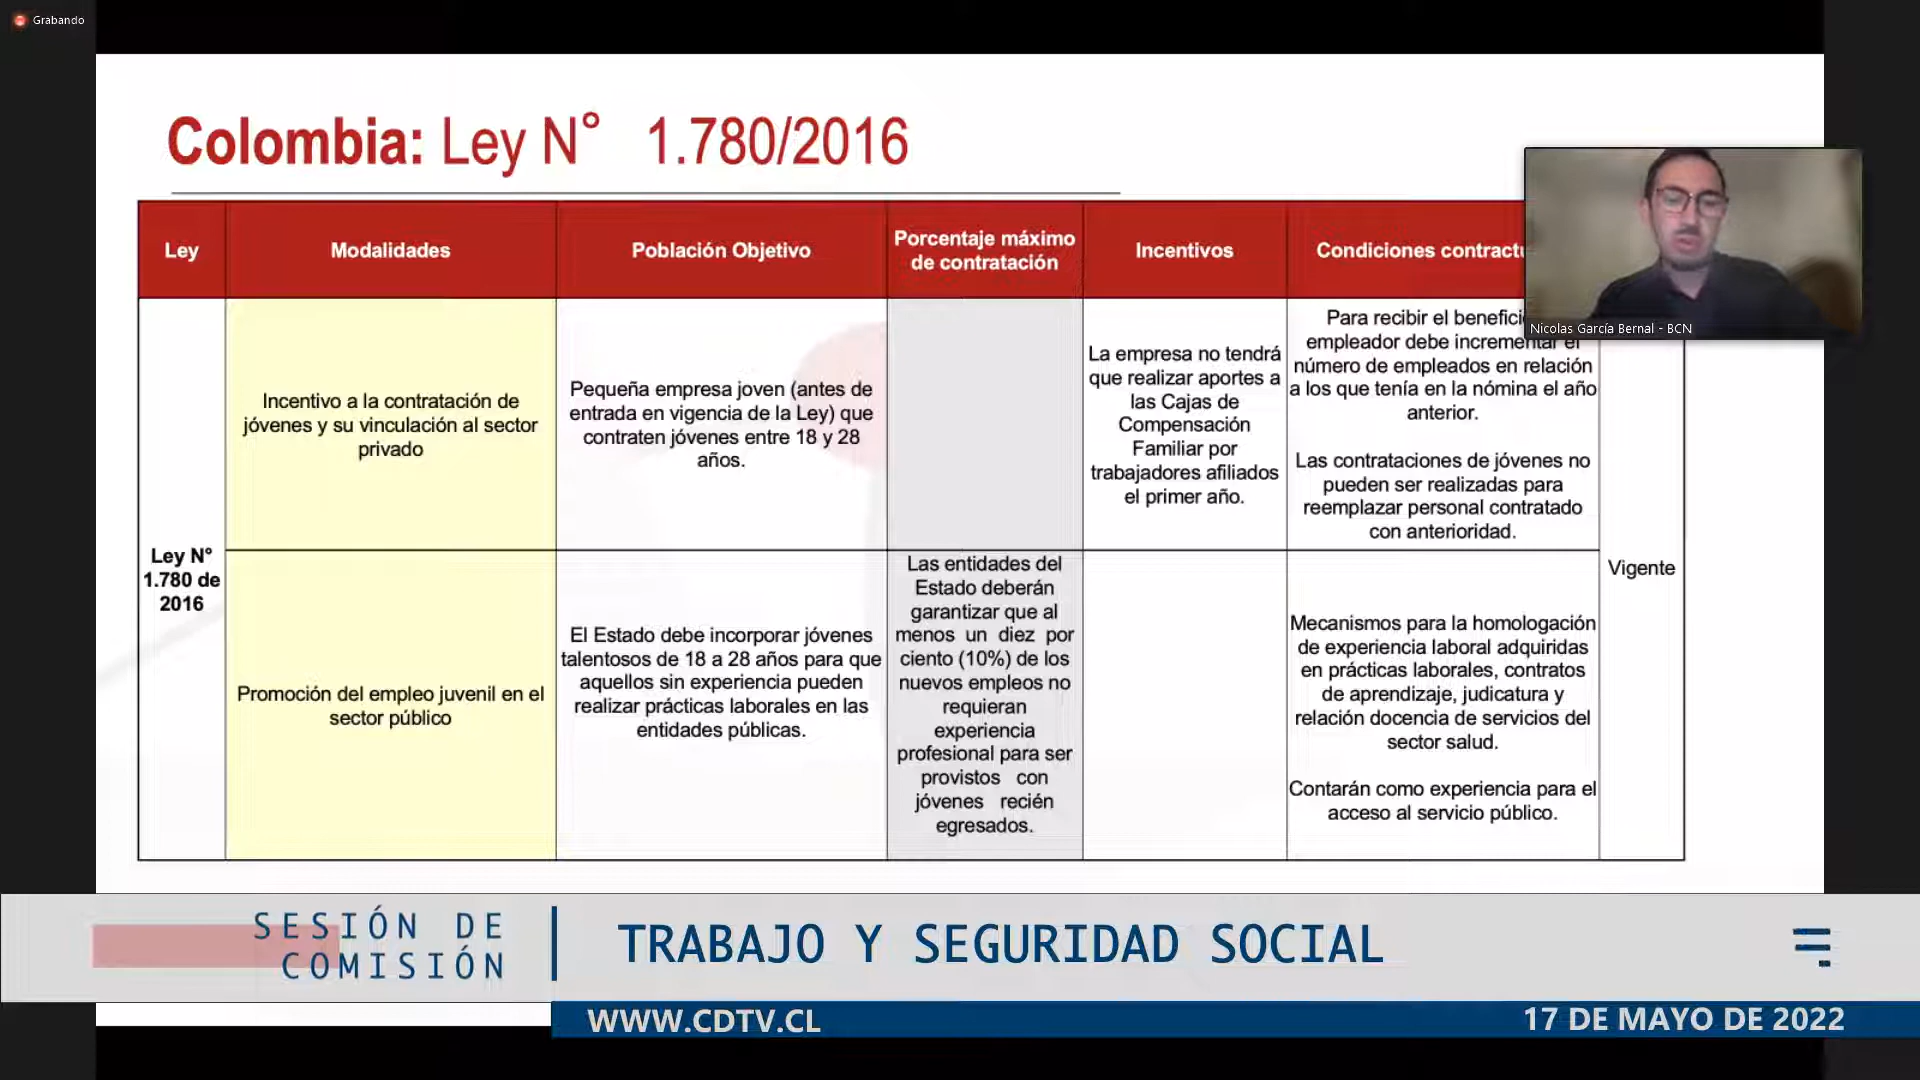 Grabando
Colombia: Ley N° 1.780/2016
Ley
Modalidades
Población Objetivo
Porcentaje máximo
de contratación
Incentivos
Condiciones
Nicolas García Bernal - BCN
Ley N°
1.780 de
2016
Incentivo a la contratación de
jóvenes y su vinculación al sector
privado
Pequeña empresa joven (antes de
entrada en vigencia de la Ley) que
contraten jóvenes entre 18 y 28
años.
La empresa no tendrá
que realizar aportes a
las Cajas de
Compensación
Familiar por
trabajadores afiliados
el primer año.
Para recibir el
empleador debe incrementar el
número de empleados en relación
a los que tenía en la nómina el año
anterior.
Las contrataciones de jóvenes no
pueden ser realizadas para
reemplazar personal contratado
con anterioridad.
Vigente
Promoción del empleo juvenil en el
sector público
El Estado debe incorporar jóvenes
talentosos de 18 a 28 años para que
aquellos sin experiencia pueden
realizar prácticas laborales en las
entidades públicas.
Las entidades del
Estado deberán
garantizar que al
menos un diez por
ciento (10%) de los
nuevos empleos no
requieran
experiencia
profesional para ser
provistos con
jóvenes recién
egresados.
Mecanismos para la homologación
de experiencia laboral adquiridas
en prácticas laborales, contratos
de aprendizaje, judicatura y
relación docencia de servicios del
sector salud.
Contarán como experiencia para el
acceso al servicio público.
SESIÓN DE
COMISIÓN
TRABAJO Y SEGURIDAD SOCIAL
WWW.CDTV.CL
17 DE MAYO DE 2022